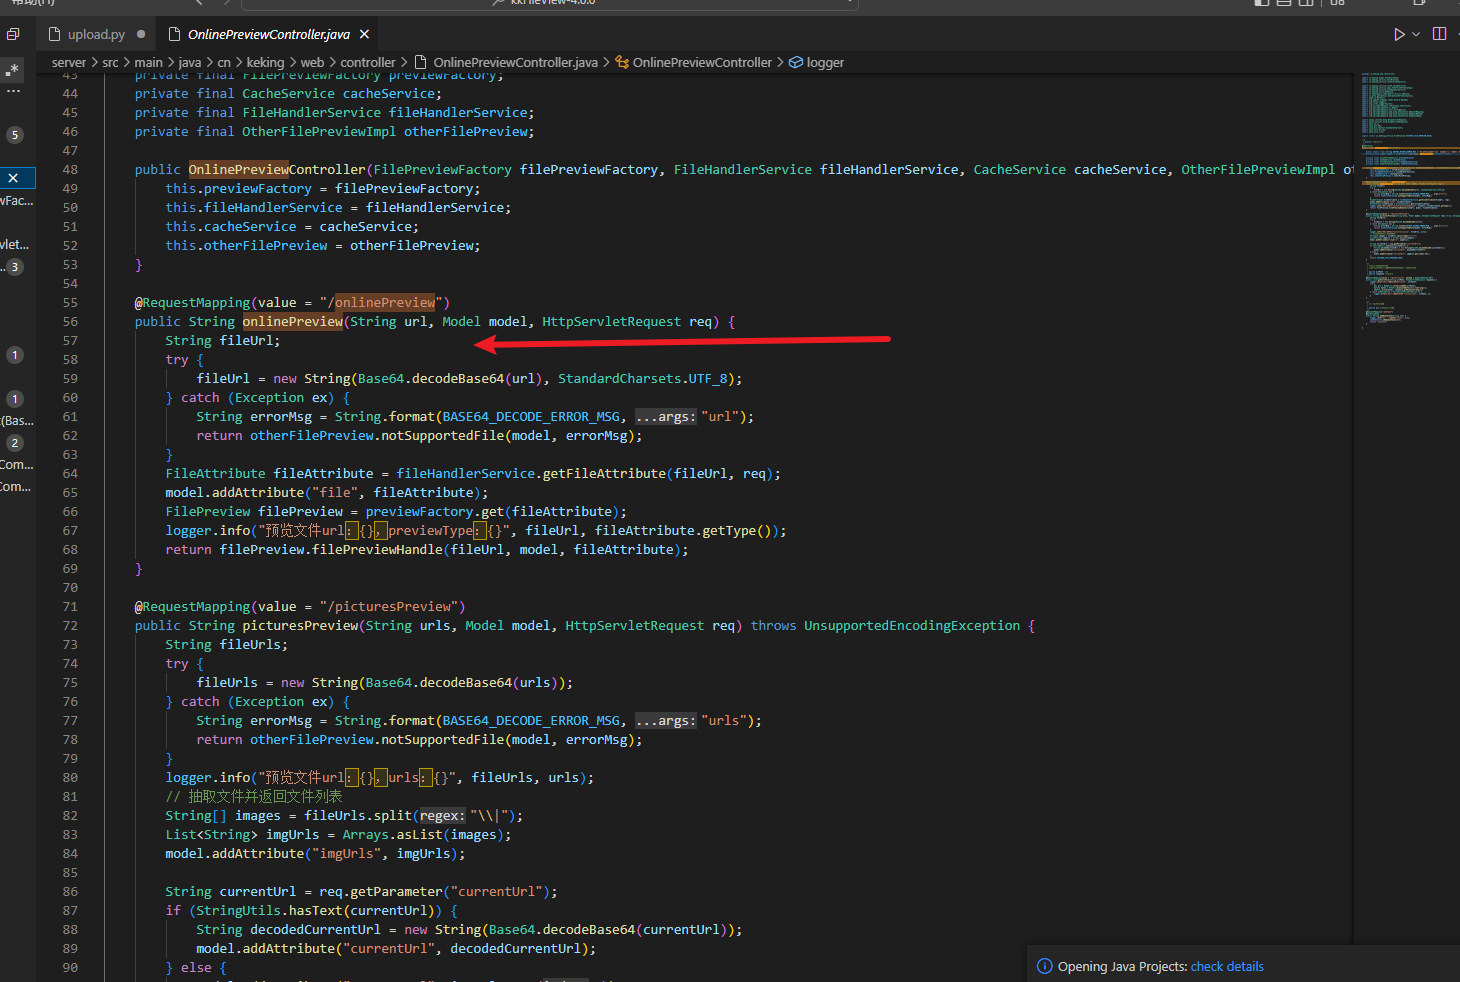 帮助(H)
kkFileView-4.0.0
upload.py
OnlinePreviewController.java
server > src > main > java > cn > keking > web > controller > OnlinePreviewController.java > OnlinePreviewController > logger
43 private final FilePreviewFactory previewFactory;
44 private final CacheService cacheService;
45 private final FileHandlerService fileHandlerService;
46 private final OtherFilePreviewImpl otherFilePreview;
47
48 public OnlinePreviewController(FilePreviewFactory filePreviewFactory, FileHandlerService fileHandlerService, CacheService cacheService, OtherFilePreviewImpl ot
49 this.previewFactory = filePreviewFactory;
50 this.fileHandlerService = fileHandlerService;
51 this.cacheService = cacheService;
52 this.otherFilePreview = otherFilePreview;
53 }
54
55 @RequestMapping(value = "/onlinePreview")
56 public String onlinePreview(String url, Model model, HttpServletRequest req) {
57 String fileUrl;
58 try {
59 fileUrl = new String(Base64.decodeBase64(url), StandardCharsets.UTF_8);
60 } catch (Exception ex) {
61 String errorMsg = String.format(BASE64_DECODE_ERROR_MSG, ...args: "url");
62 return otherFilePreview.notSupportedFile(model, errorMsg);
63 }
64 FileAttribute fileAttribute = fileHandlerService.getFileAttribute(fileUrl, req);
65 model.addAttribute("file", fileAttribute);
66 FilePreview filePreview = previewFactory.get(fileAttribute);
67 logger.info("预览文件url：{}，previewType：{}", fileUrl, fileAttribute.getType());
68 return filePreview.filePreviewHandle(fileUrl, model, fileAttribute);
69 }
70
71 @RequestMapping(value = "/picturesPreview")
72 public String picturesPreview(String urls, Model model, HttpServletRequest req) throws UnsupportedEncodingException {
73 String fileUrls;
74 try {
75 fileUrls = new String(Base64.decodeBase64(urls));
76 } catch (Exception ex) {
77 String errorMsg = String.format(BASE64_DECODE_ERROR_MSG, ...args: "urls");
78 return otherFilePreview.notSupportedFile(model, errorMsg);
79 }
80 logger.info("预览文件url：{}，urls：{}", fileUrls, urls);
81 // 抽取文件并返回文件列表
82 String[] images = fileUrls.split(regex: "\\|");
83 List<String> imgUrls = Arrays.asList(images);
84 model.addAttribute("imgUrls", imgUrls);
85
86 String currentUrl = req.getParameter("currentUrl");
87 if (StringUtils.hasText(currentUrl)) {
88 String decodedCurrentUrl = new String(Base64.decodeBase64(currentUrl));
89 model.addAttribute("currentUrl", decodedCurrentUrl);
90 } else {
5
wFac...
vlet...
...
3
1
1
t(Bas...
2
Com...
Com...
Opening Java Projects: check details